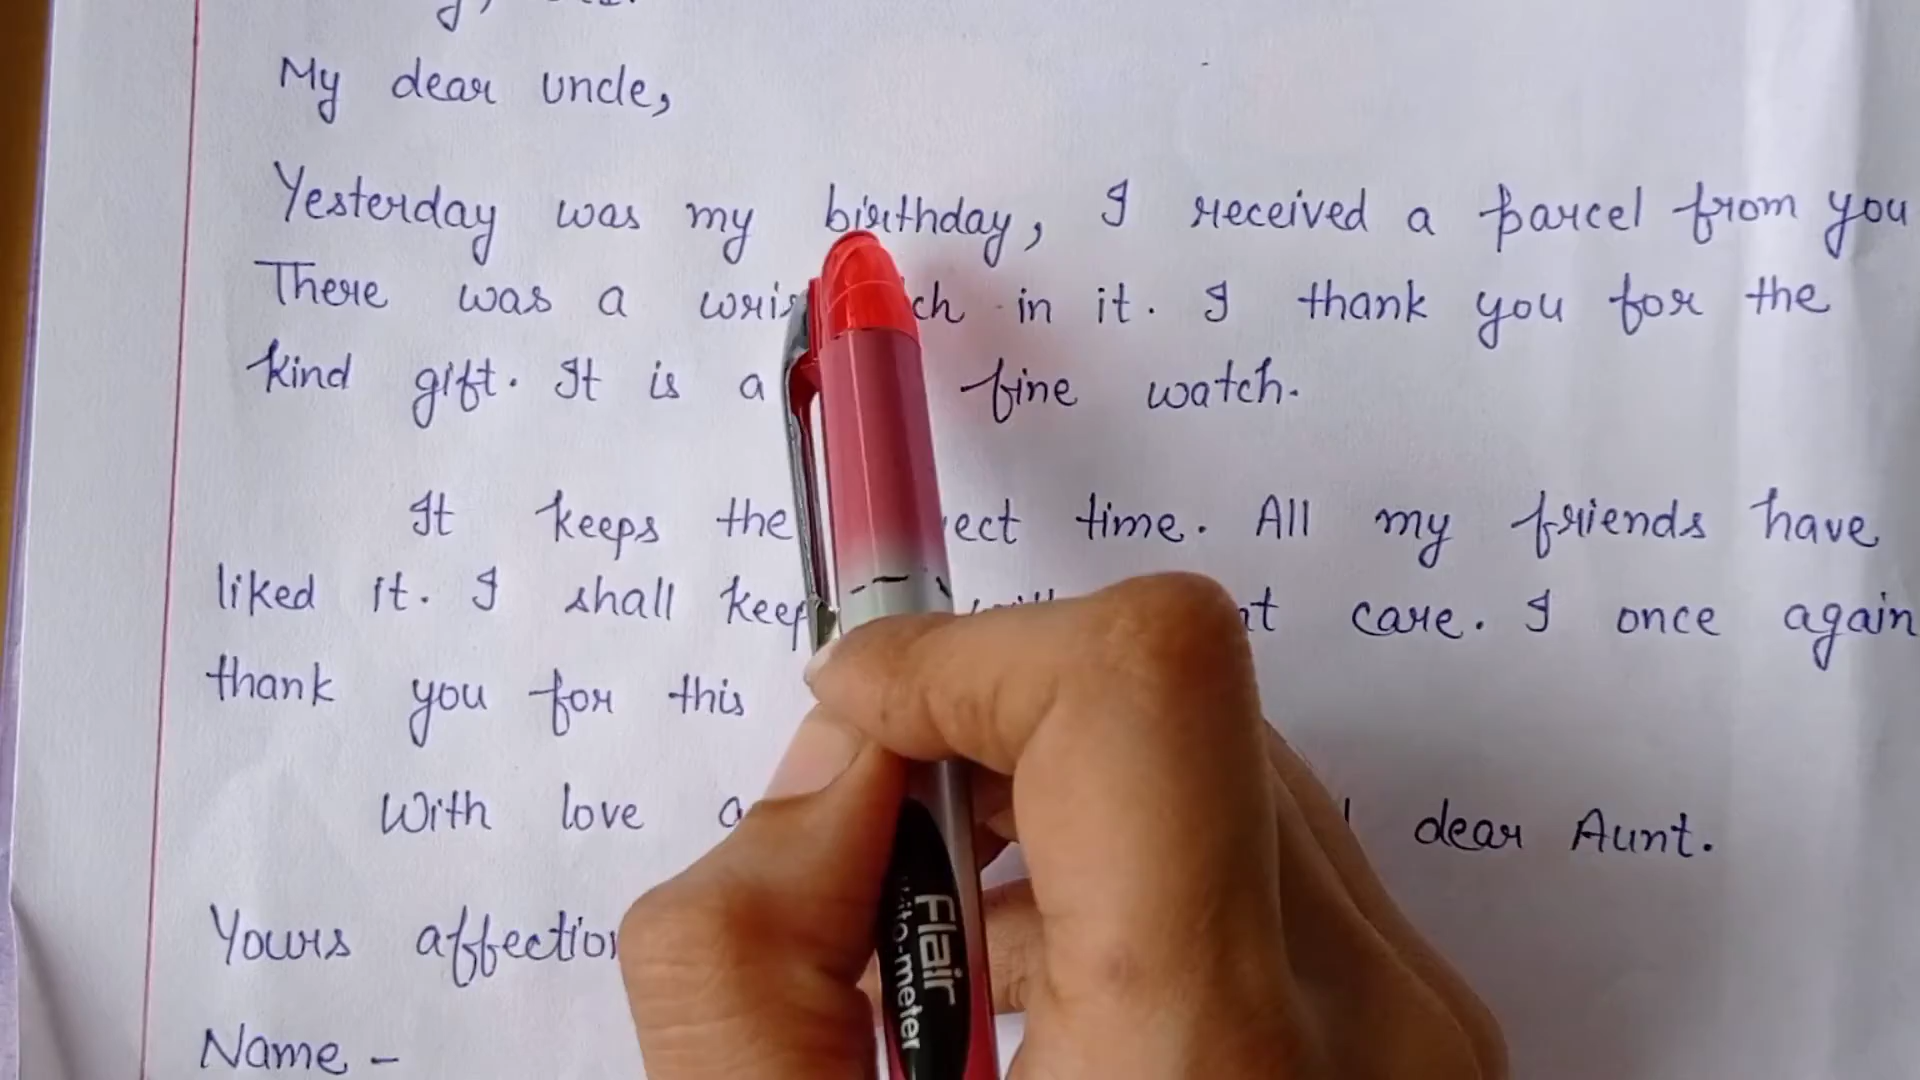 My dear uncle,
Yesterday was my birthday, I received a parcel from you
There was a in it. I thank you for the
kind gift. It is a fine watch.
It keeps the time. All my friends have
liked it. I shall keep care. I once again
thank you for this
With love dear Aunt.
Yours
Name -
Flair